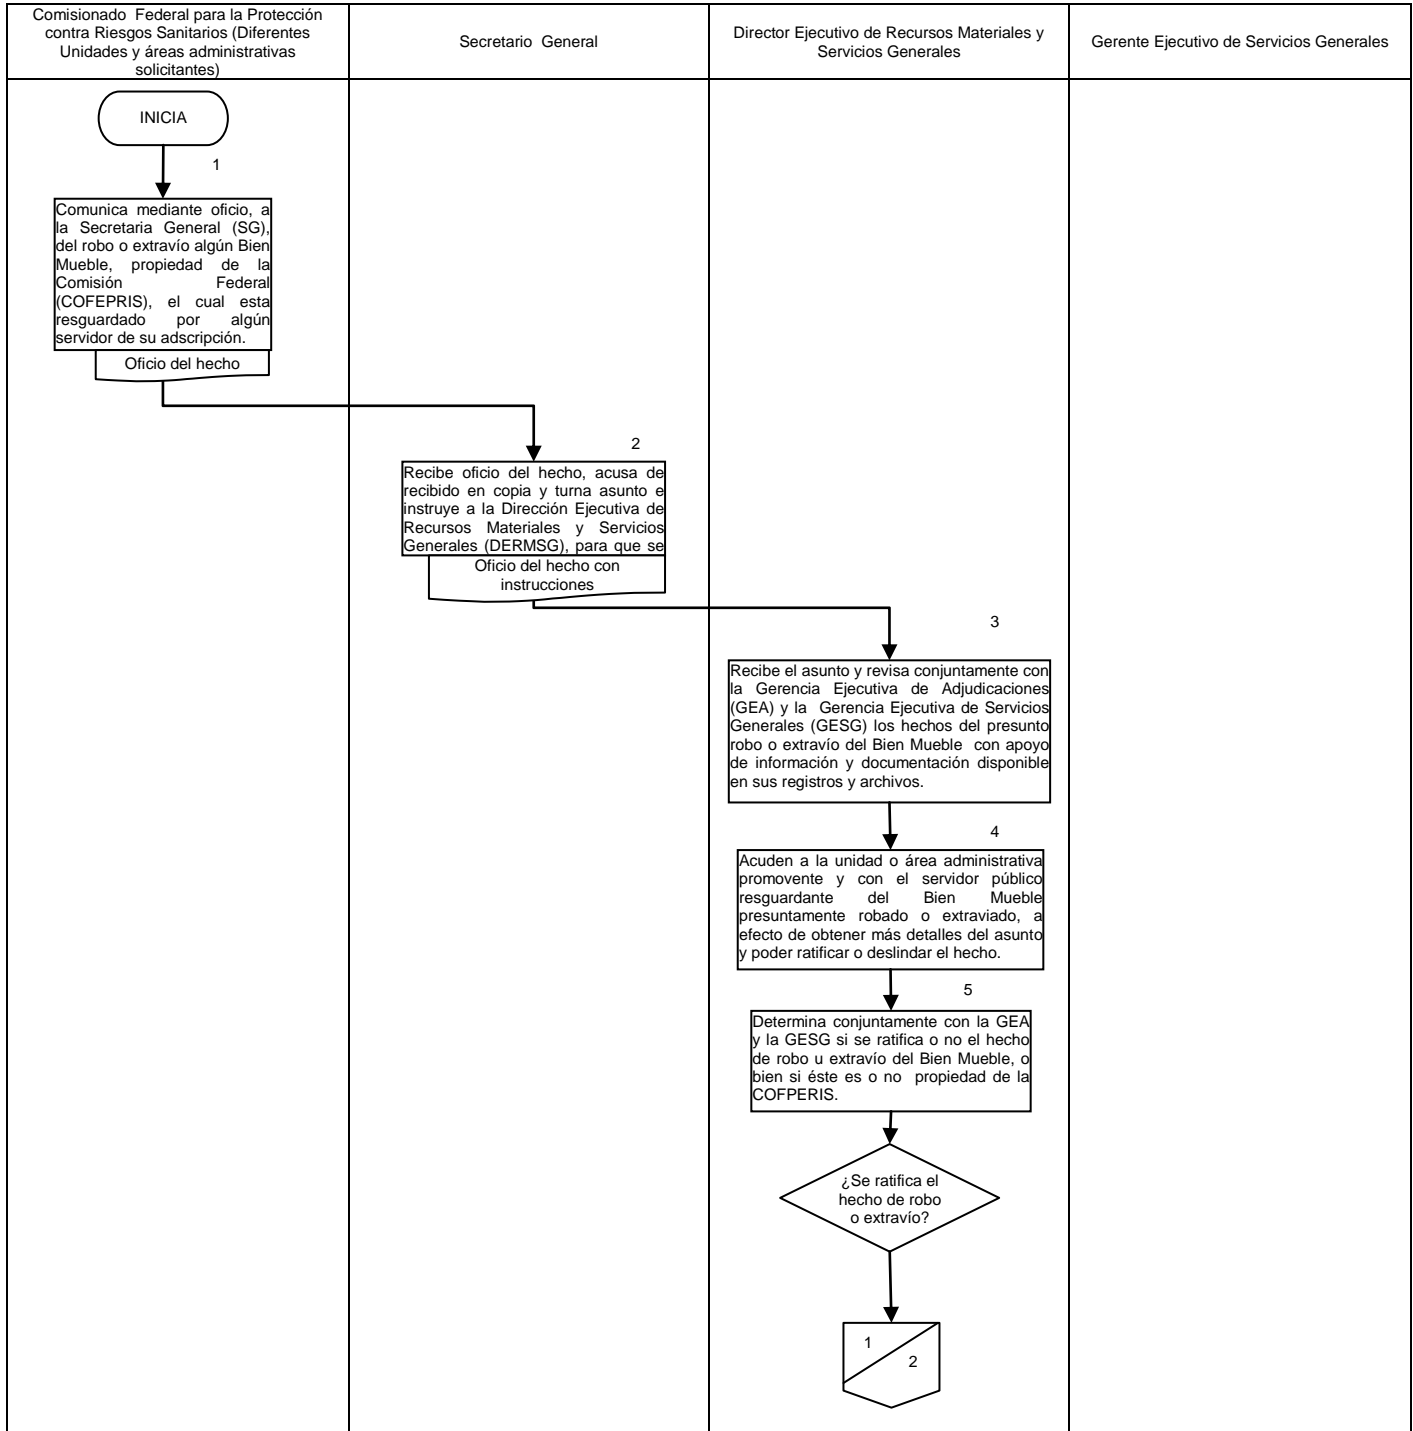 Comisionado Federal para la Protección
contra Riesgos Sanitarios (Diferentes
Unidades y áreas administrativas
solicitantes)
Secretario General
Director Ejecutivo de Recursos Materiales y
Servicios Generales
Gerente Ejecutivo de Servicios Generales
INICIA
1
Comunica mediante oficio, a
la Secretaria General (SG),
del robo o extravío algún Bien
Mueble, propiedad de la
Comisión Federal
(COFEPRIS), el cual esta
resguardado por algún
servidor de su adscripción.
Oficio del hecho
2
Recibe oficio del hecho, acusa de
recibido en copia y turna asunto e
instruye a la Dirección Ejecutiva de
Recursos Materiales y Servicios
Generales (DERMSG), para que se
Oficio del hecho con
instrucciones
3
Recibe el asunto y revisa conjuntamente con
la Gerencia Ejecutiva de Adjudicaciones
(GEA) y la Gerencia Ejecutiva de Servicios
Generales (GESG) los hechos del presunto
robo o extravío del Bien Mueble con apoyo
de información y documentación disponible
en sus registros y archivos.
4
Acuden a la unidad o área administrativa
promovente y con el servidor público
resguardante del Bien Mueble
presuntamente robado o extraviado, a
efecto de obtener más detalles del asunto
y poder ratificar o deslindar el hecho.
5
Determina conjuntamente con la GEA
y la GESG si se ratifica o no el hecho
de robo u extravío del Bien Mueble, o
bien si éste es o no propiedad de la
COFPERIS.
¿Se ratifica el
hecho de robo
o extravío?
1
2